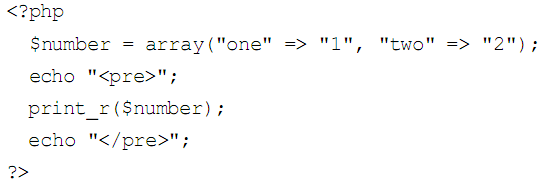 <?php
$number = array("one" => "1", "two" => "2");
echo "<pre>";
print_r($number);
echo "</pre>";
?>